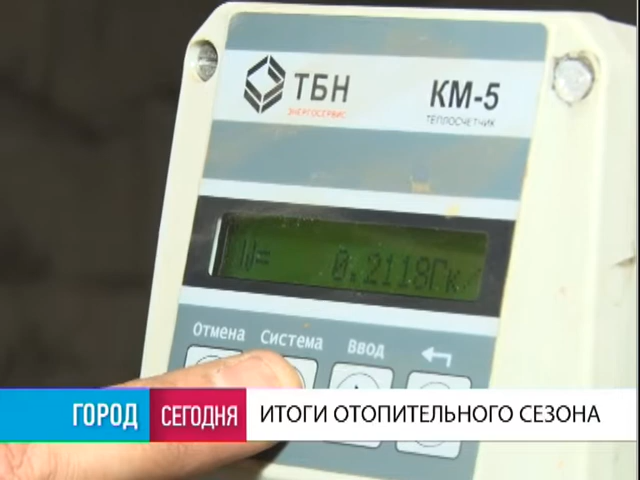 ТБН
ЭНЕРГОСЕРВИС
КМ-5
ТЕПЛОСЧЕТЧИК
W= 0.2118Гк
Отмена Система Ввод
ГОРОД СЕГОДНЯ ИТОГИ ОТОПИТЕЛЬНОГО СЕЗОНА